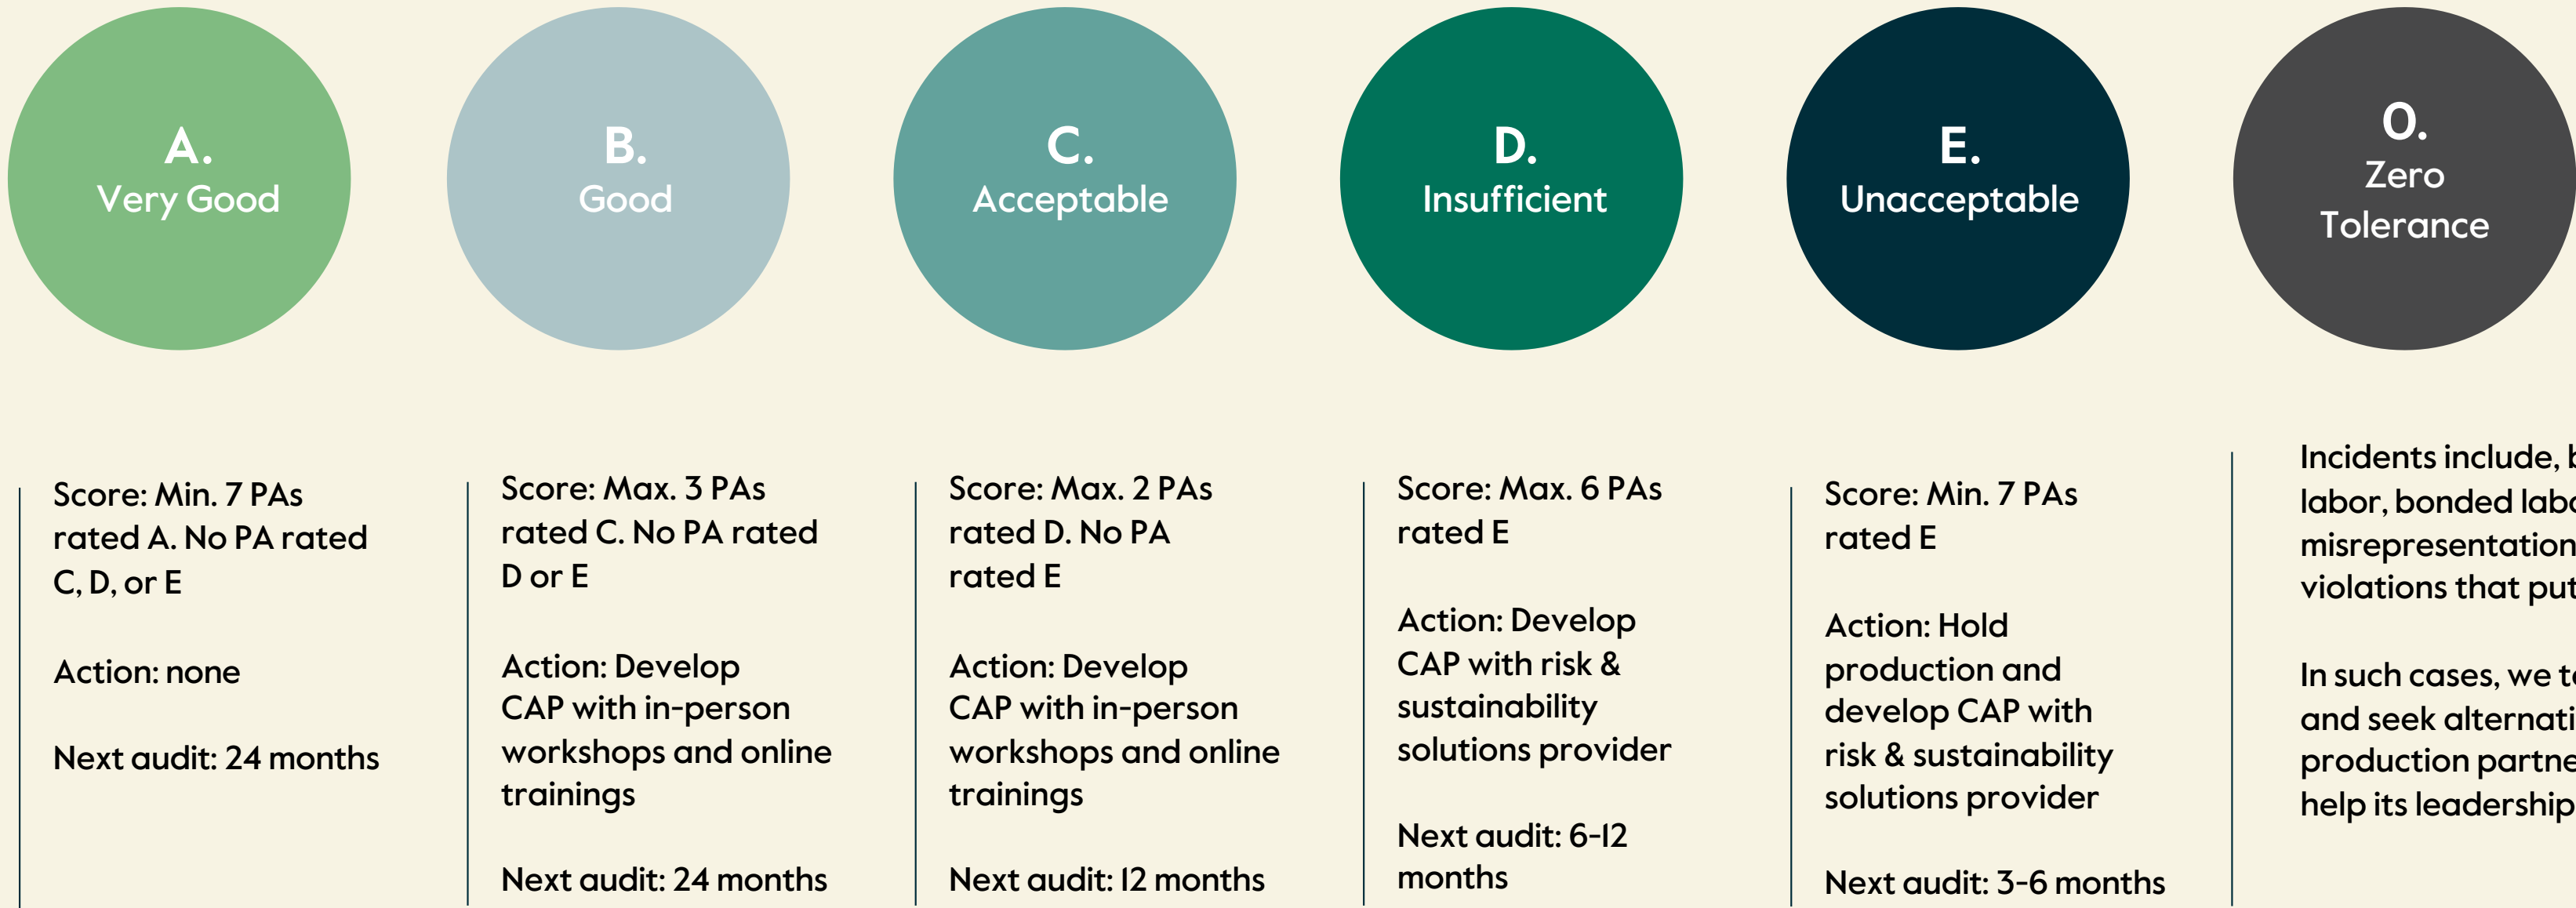 A.
Very Good
B.
Good
C.
Acceptable
D.
Insufficient
E.
Unacceptable
0.
Zero
Tolerance
Score: Min. 7 PAs
rated A. No PA rated
C, D, or E
Action: none
Next audit: 24 months
Score: Max. 3 PAs
rated C. No PA rated
D or E
Action: Develop
CAP with in-person
workshops and online
trainings
Next audit: 24 months
Score: Max. 2 PAs
rated D. No PA
rated E
Action: Develop
CAP with in-person
workshops and online
trainings
Next audit: 12 months
Score: Max. 6 PAs
rated E
Action: Develop
CAP with risk &
sustainability
solutions provider
Next audit: 6-12
months
Score: Min. 7 PAs
rated E
Action: Hold
production and
develop CAP with
risk & sustainability
solutions provider
Next audit: 3-6 months
Incidents include,
labor, bonded
misrepresentation
violations that put
In such cases, we
and seek
production
help its leadership